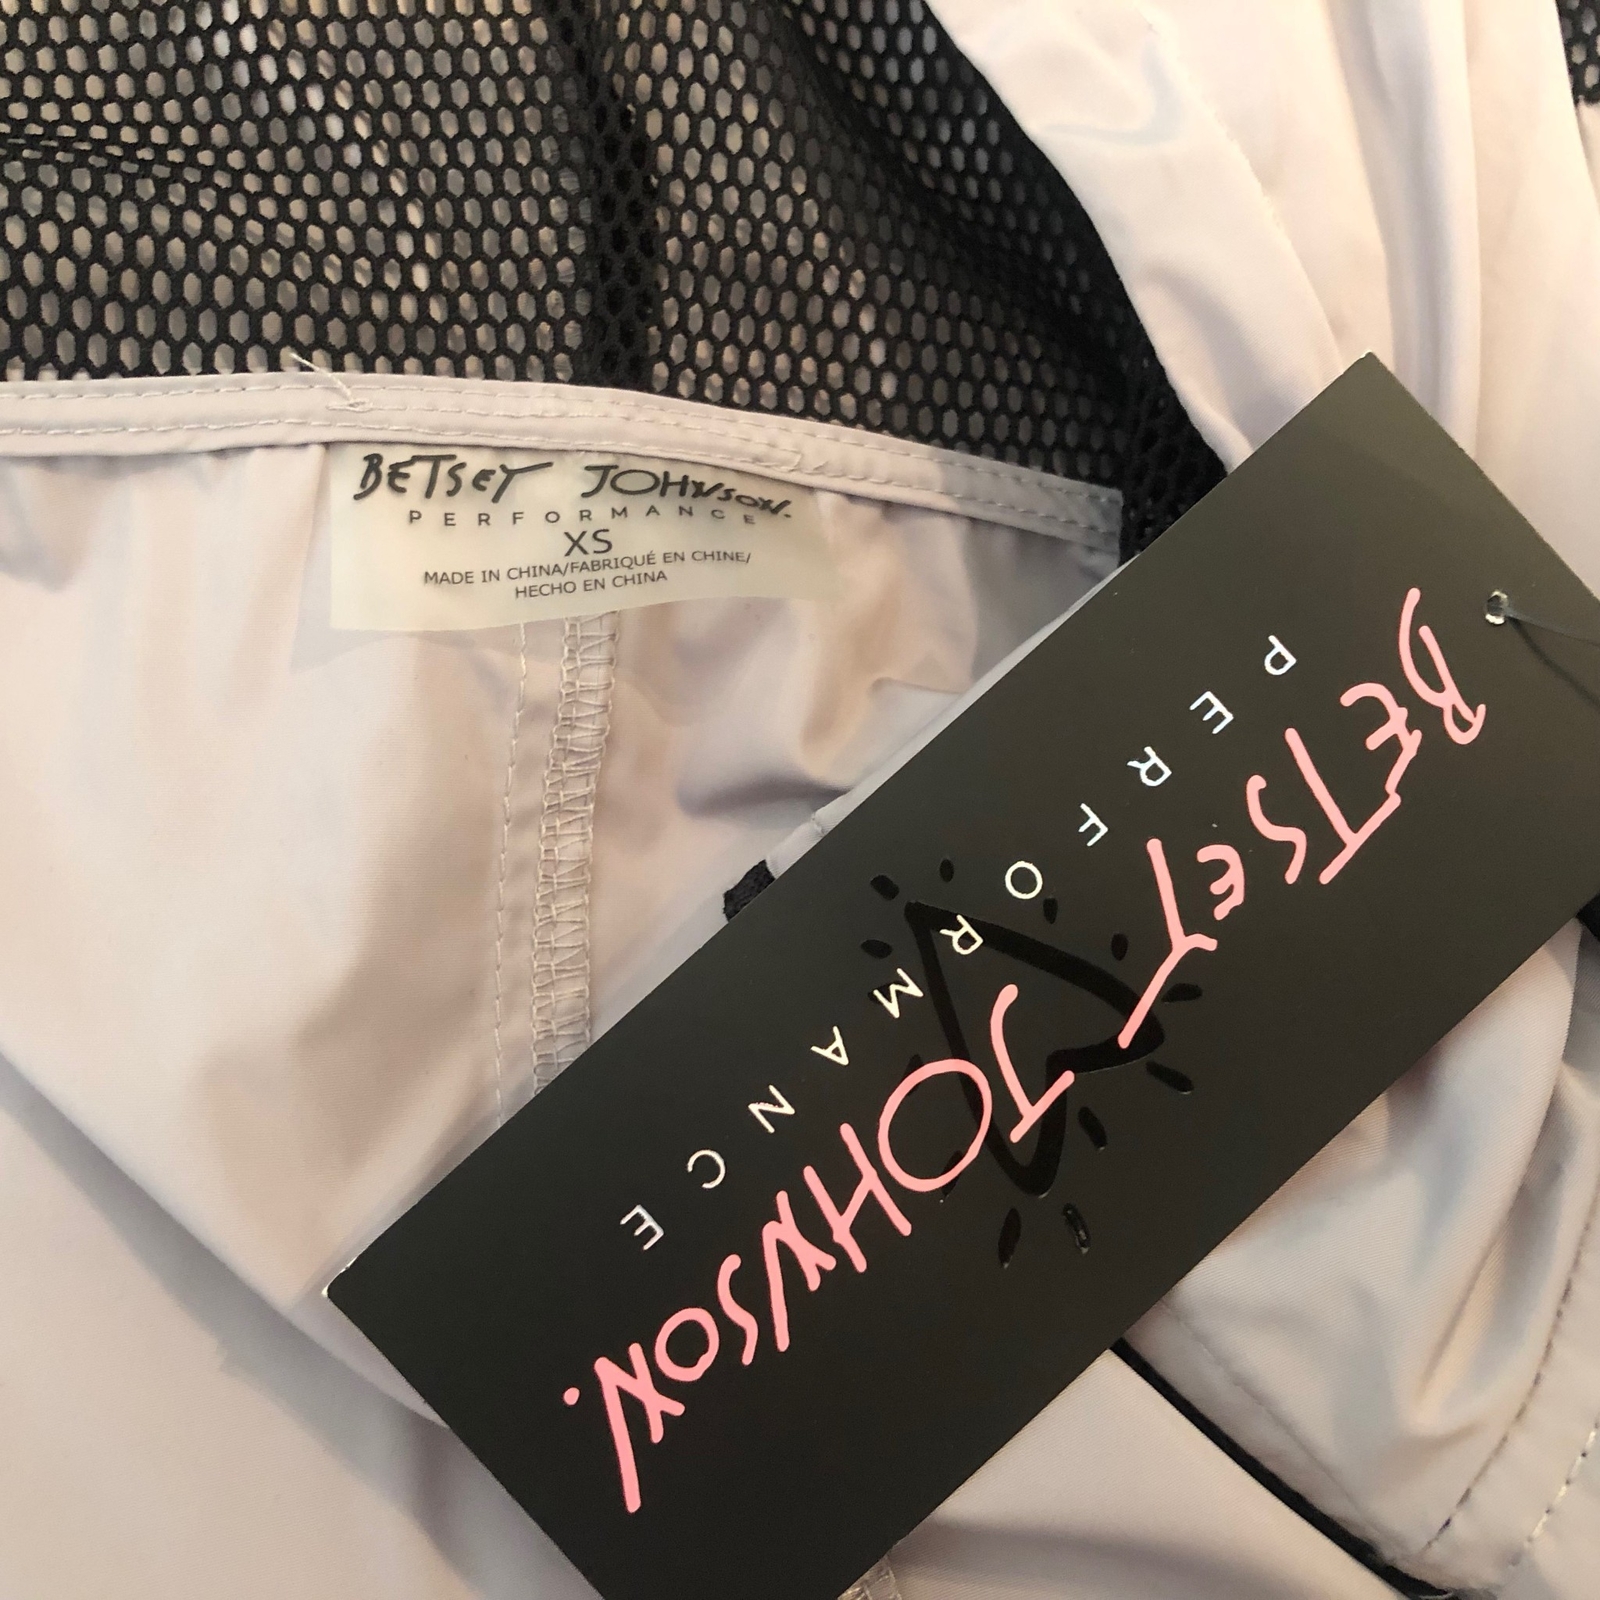 BETSEY JOHNSON.
PERFORMANCE
XS
MADE IN CHINA/FABRIQUÉ EN CHINE/
HECHO EN CHINA
BETSEY JOHNSON.
PERFORMANCE